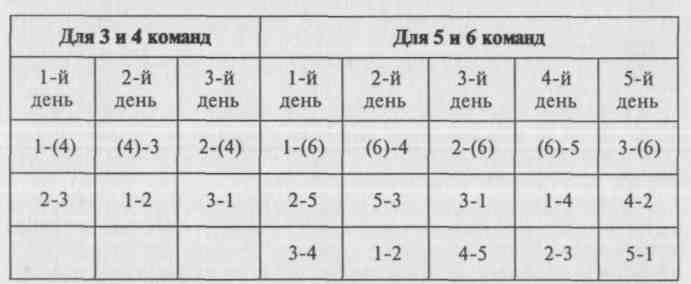 Для 3 и 4 команд Для 5 и 6 команд
1-й 2-й 3-й 1-й 2-й 3-й 4-й 5-й
день день день день день день день день
1-(4) (4)-3 2-(4) 1-(6) (6)-4 2-(6) (6)-5 3-(6)
2-3 1-2 3-1 2-5 5-3 3-1 1-4 4-2
3-4 1-2 4-5 2-3 5-1